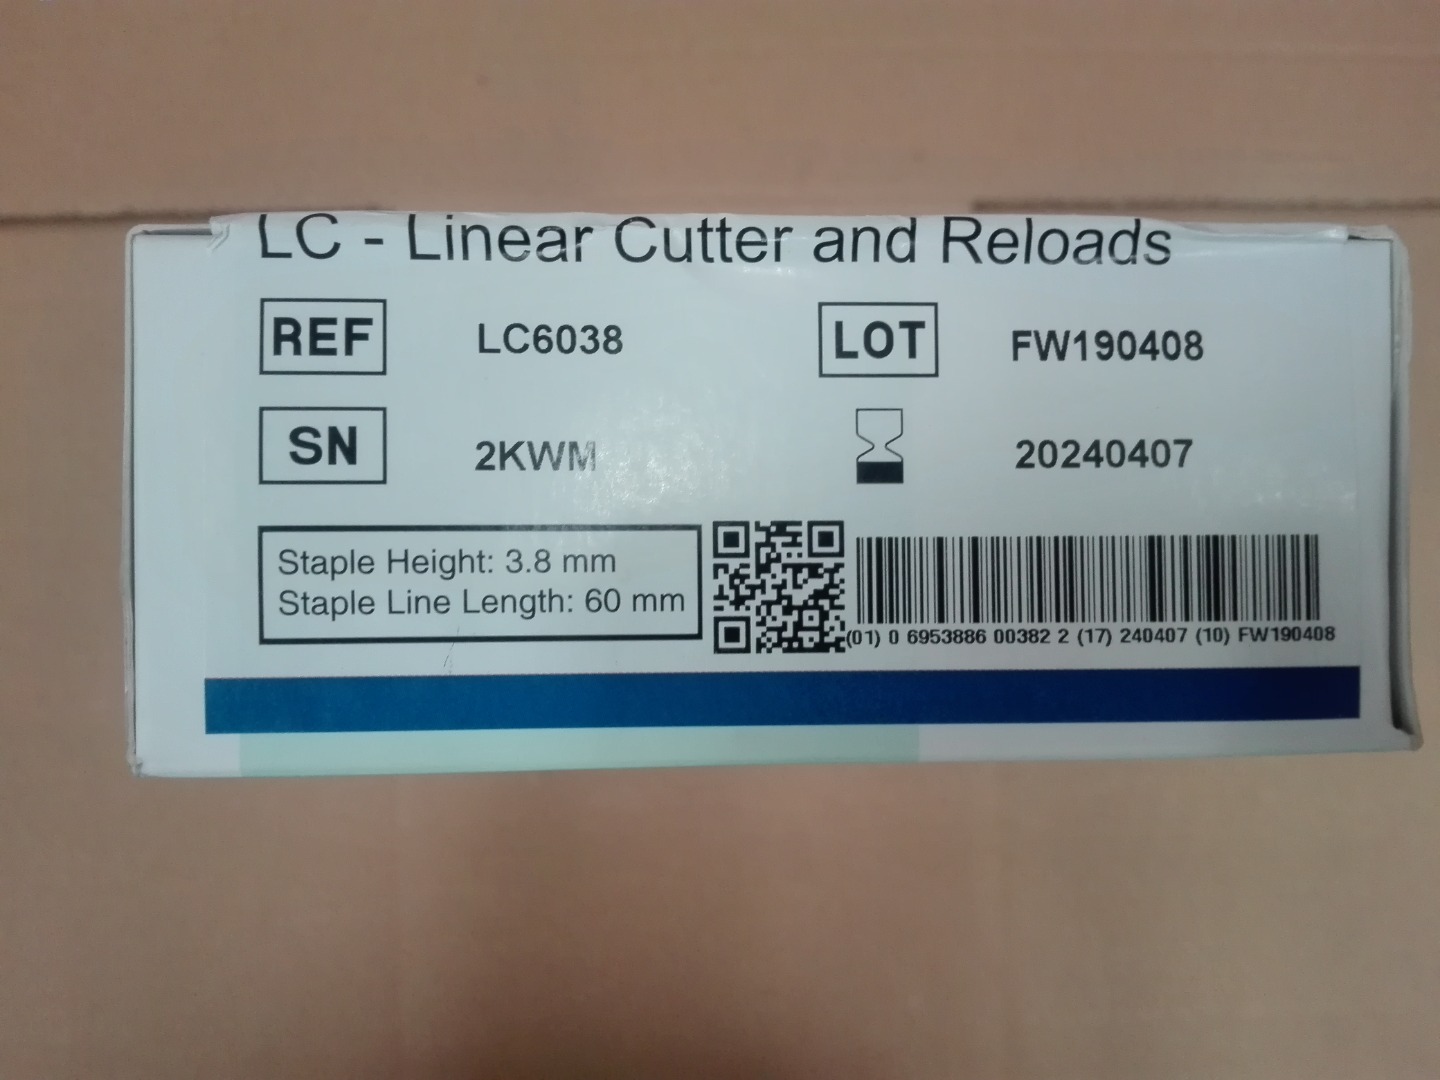 LC - Linear Cutter and Reloads
REF LC6038 LOT FW190408
SN 2KWM 20240407
Staple Height: 3.8 mm
Staple Line Length: 60 mm
(01) 0 6953886 00382 2 (17) 240407 (10) FW190408